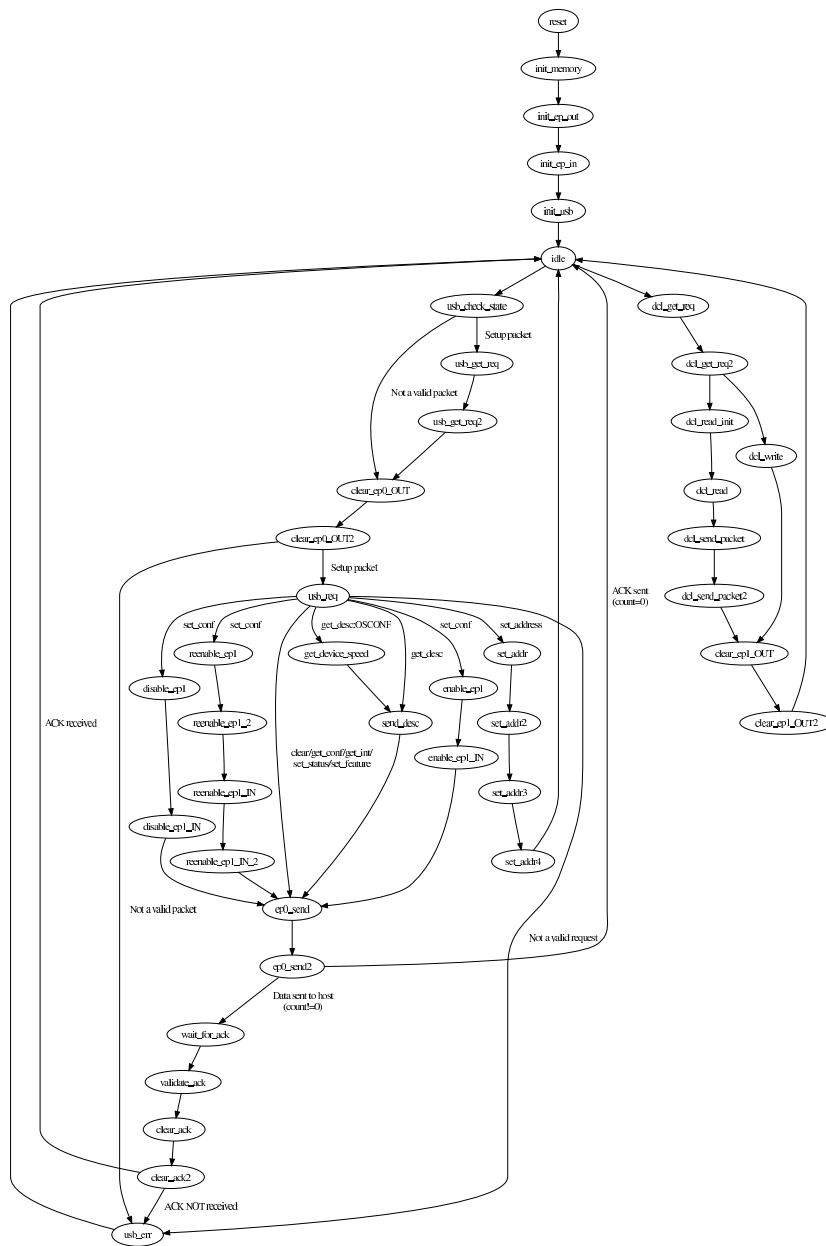 reset
init_memory
init_ep_out
init_ep_in
init_usb
idle
usb_check_state
dcl_get_req
Setup packet
usb_get_req
dcl_get_req2
Not a valid packet
usb_get_req2
dcl_read_init
dcl_write
clear_ep0_OUT
dcl_read
clear_ep0_OUT2
dcl_send_packet
Setup packet
usb_req
dcl_send_packet2
ACK sent
(count=0)
set_conf
set_conf
get_desc:OSCONF
set_conf
set_address
reenable_ep1
get_device_speed
get_desc
set_addr
clear_ep1_OUT
disable_ep1
enable_ep1
ACK received
reenable_ep1_2
send_desc
set_addr2
clear_ep1_OUT2
clear/get_conf/get_int/
set_status/set_feature
enable_ep1_IN
reenable_ep1_IN
set_addr3
disable_ep1_IN
reenable_ep1_IN_2
set_addr4
Not a valid packet
ep0_send
Not a valid request
ep0_send2
Data sent to host
(count!=0)
wait_for_ack
validate_ack
clear_ack
clear_ack2
ACK NOT received
usb_err